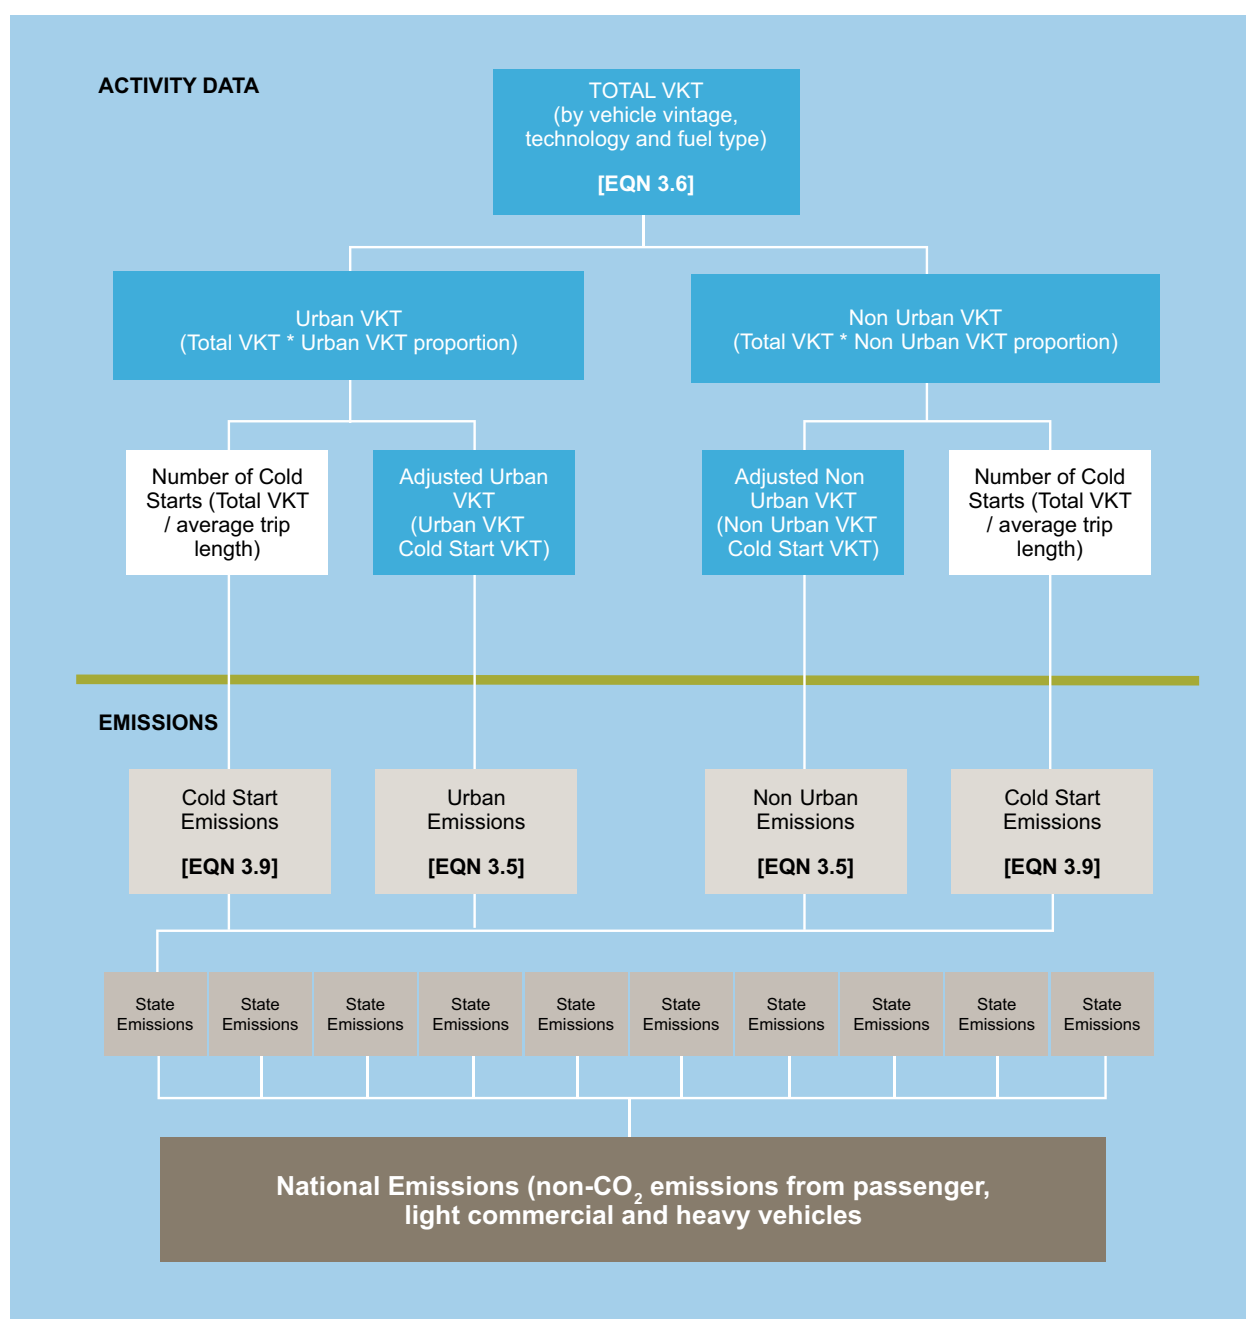 ACTIVITY DATA
TOTAL VKT
(by vehicle vintage,
technology and fuel type)
[EQN 3.6]
Urban VKT
(Total VKT * Urban VKT proportion)
Non Urban VKT
(Total VKT * Non Urban VKT proportion)
Number of Cold
Starts (Total VKT
/ average trip
length)
Adjusted Urban
VKT
(Urban VKT
Cold Start VKT)
Adjusted Non
Urban VKT
(Non Urban VKT
Cold Start VKT)
Number of Cold
Starts (Total VKT
/ average trip
length)
EMISSIONS
Cold Start
Emissions
[EQN 3.9]
Urban
Emissions
[EQN 3.5]
Non Urban
Emissions
[EQN 3.5]
Cold Start
Emissions
[EQN 3.9]
State
Emissions
State
Emissions
State
Emissions
State
Emissions
State
Emissions
State
Emissions
State
Emissions
State
Emissions
State
Emissions
State
Emissions
National Emissions (non-CO₂ emissions from passenger,
light commercial and heavy vehicles